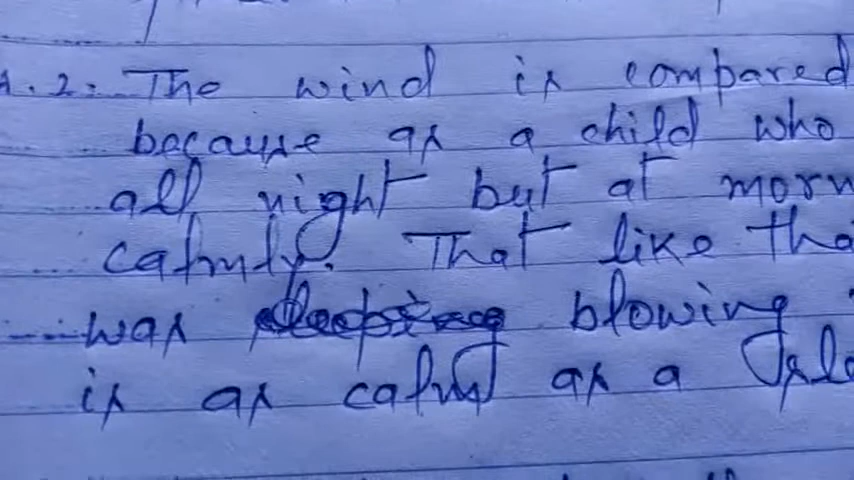 2. The wind is compared
because as a child who
all night but at morn
calmly. That like tha
was blowing
is as calm as a